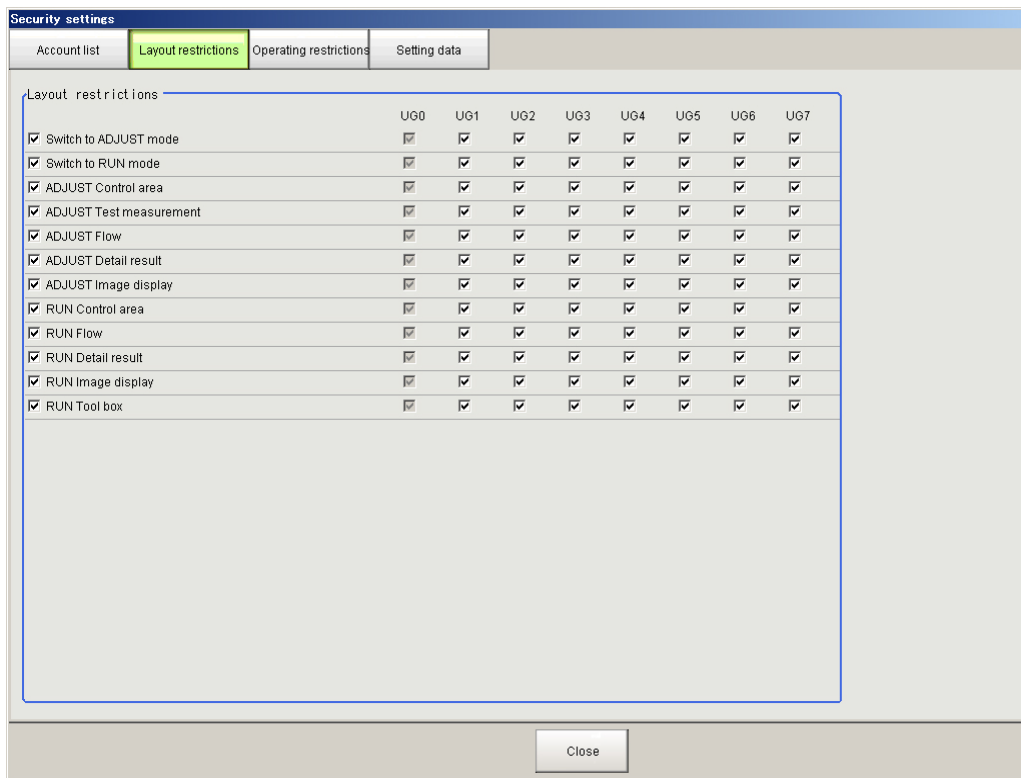 Security settings
Account list Layout restrictions Operating restrictions Setting data
Layout restrictions
UG0 UG1 UG2 UG3 UG4 UG5 UG6 UG7
Switch to ADJUST mode
Switch to RUN mode
ADJUST Control area
ADJUST Test measurement
ADJUST Flow
ADJUST Detail result
ADJUST Image display
RUN Control area
RUN Flow
RUN Detail result
RUN Image display
RUN Tool box
Close